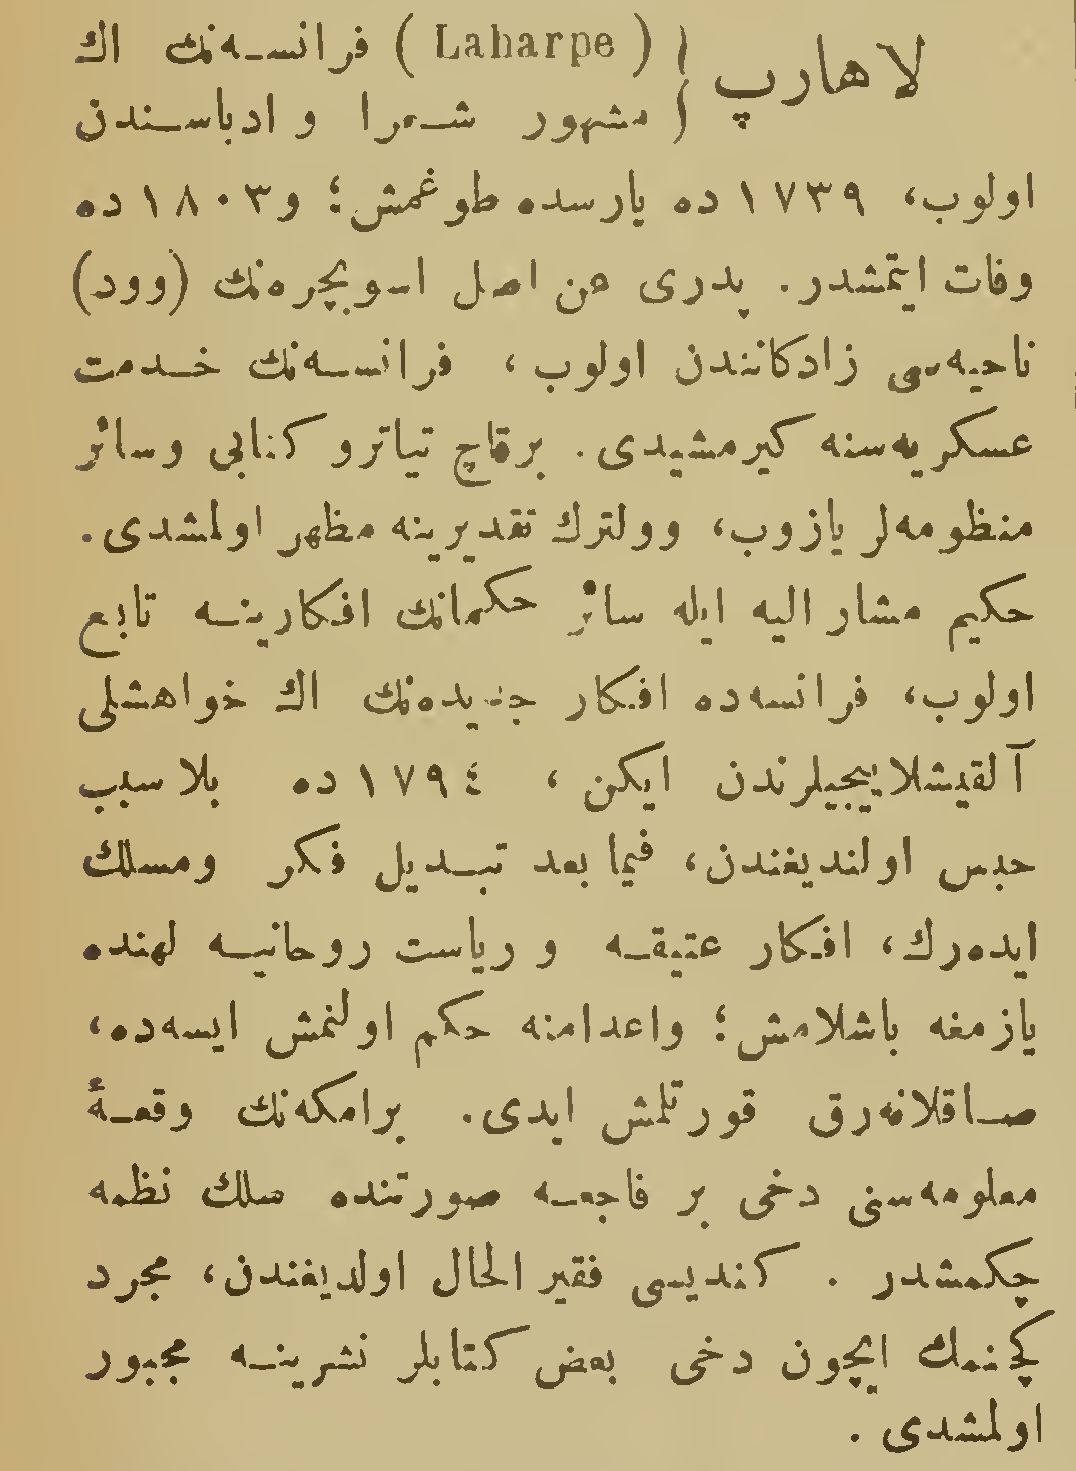 لاهارپ } (Laharpe) فرانسه‌نك اك
مشهور شعرا و ادباسندن
اولوب، ١٧٣٩ ده پارسده طوغمش؛ و١٨٠٣ ده
وفات ایتمشدر. پدری من اصل اسویچره‌نك (وود)
ناحیه‌سی زادكانندن اولوب، فرانسه‌نك خدمت
عسكریه‌سنه كیرمشیدی. برقاچ تیاترو كتابی وسائر
منظومه‌لر یازوب، وولترك تقدیرینه مظهر اولمشدی.
حكیم مشار الیه ایله سائر حكمانك افكارینه تابع
اولوب، فرانسه‌ده افكار جدیده‌نك اك خواهشلی
آلقیشلاییجیلرندن ایكن، ١٧٩٤ ده بلا سبب
حبس اولندیغندن، فیما بعد تبدیل فكر ومسلك
ایده‌رك، افكار عتیقه و ریاست روحانیه لهنده
یازمغه باشلامش؛ واعدامنه حكم اولنمش ایسه‌ده،
صاقلانه‌رق قورتلمش ایدی. برامكه‌نك وقعهٔ
معلومه‌سنی دخی بر فاجعه صورتنده سلك نظمه
چكمشدر. كندیسی فقیر الحال اولدیغندن، مجرد
كچنمك ایچون دخی بعض كتابلر نشرینه مجبور
اولمشدی.